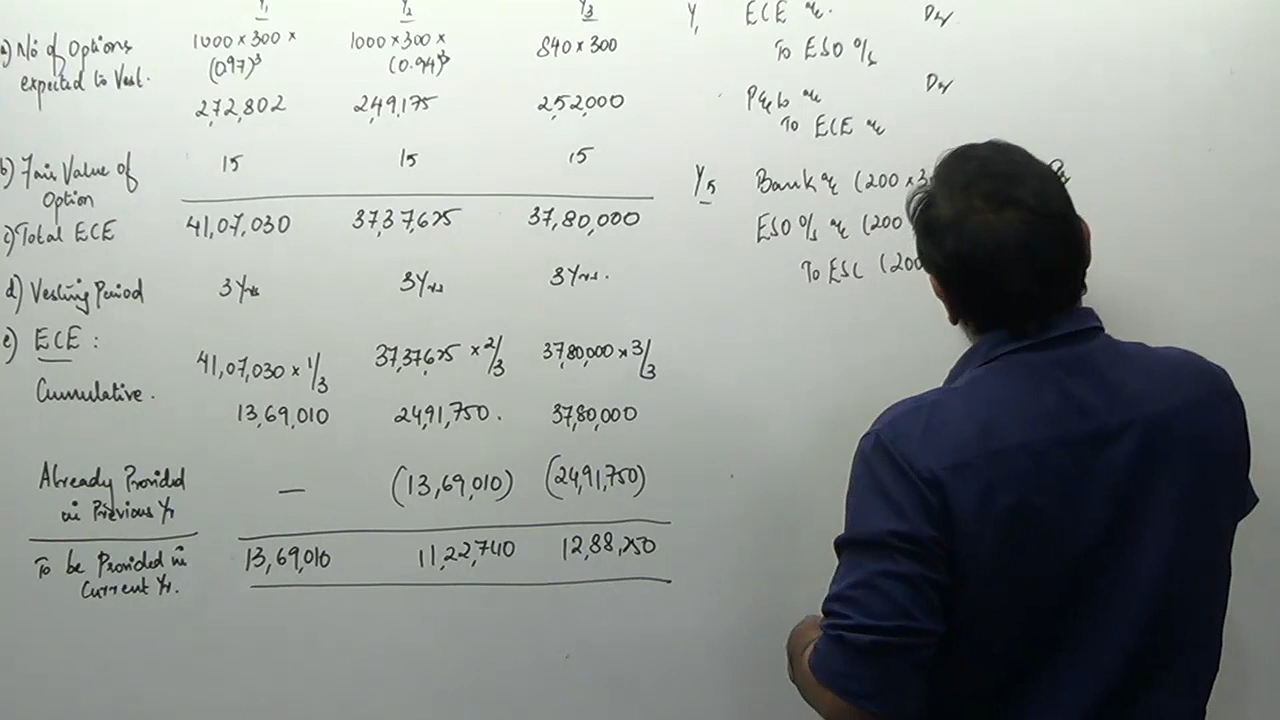 Y1 Y2 Y3
a) No of Options expected to Vest.
1000 × 300 × (0.97)³
1000 × 300 × (0.94)³
840 × 300
2,72,802 2,49,175 2,52,000
b) Fair Value of Option
15 15 15
c) Total ECE 41,07,030 37,37,625 37,80,000
d) Vesting Period 3 Yrs 3 Yrs 3 Yrs.
e) ECE :
Cumulative.
41,07,030 × 1/3 37,37,625 × 2/3 37,80,000 × 3/3
13,69,010 24,91,750. 37,80,000
Already Provided in Previous Yr
— (13,69,010) (24,91,750)
To be Provided in Current Yr.
13,69,010 11,22,740 12,88,250
Y1 ECE a/c. Dr
To ESO O/s
P&L a/c Dr
To ECE a/c
Y5 Bank a/c (200 × 3
ESO O/s a/c (200
To ESC (200